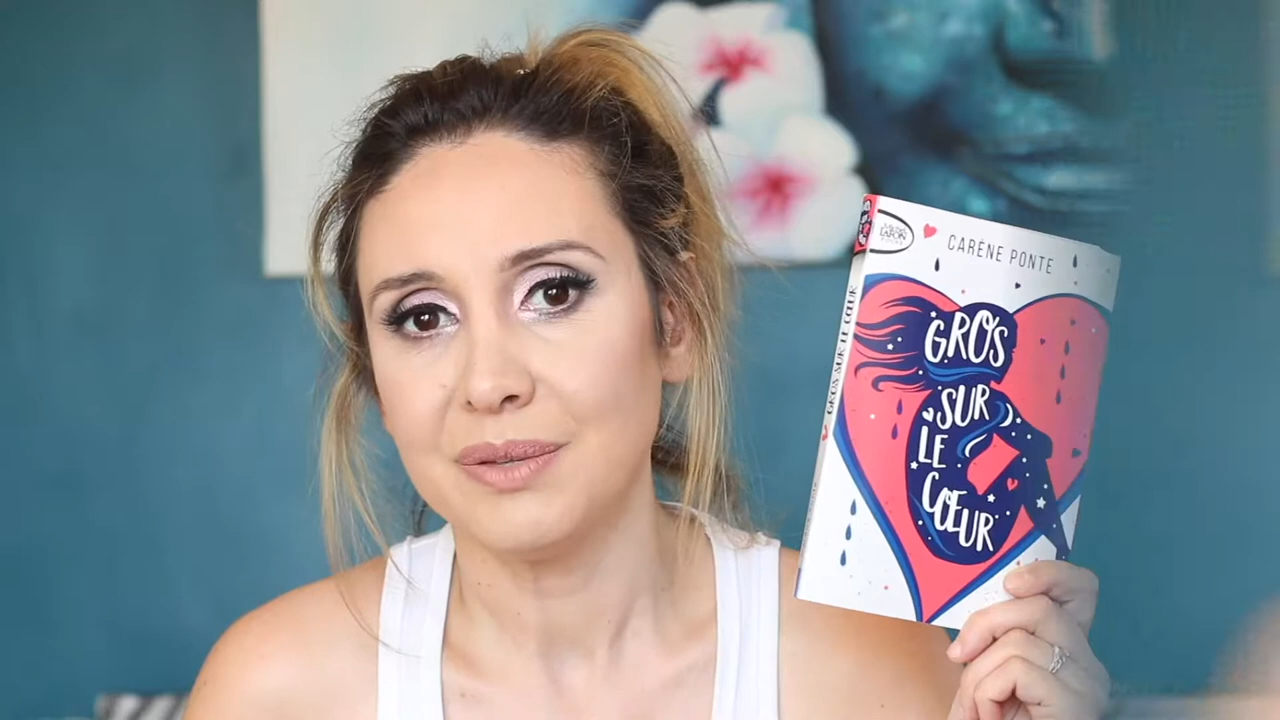 CARÈNE PONTE
GROS
SUR
LE
CŒUR
GROS SUR LE CŒUR